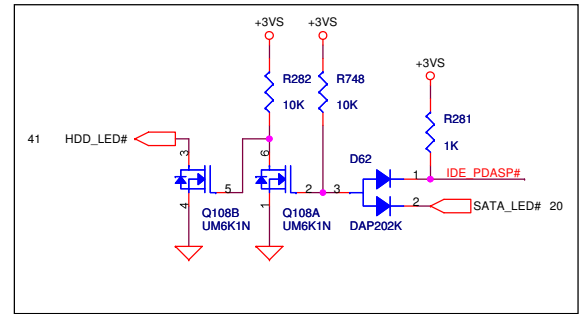 +3VS
+3VS
+3VS
R282
10K
R748
10K
R281
1K
41 HDD_LED#
3
5
4
6
2
1
D62
3
1
2
IDE_PDASP#
SATA_LED# 20
Q108B
UM6K1N
Q108A
UM6K1N
DAP202K